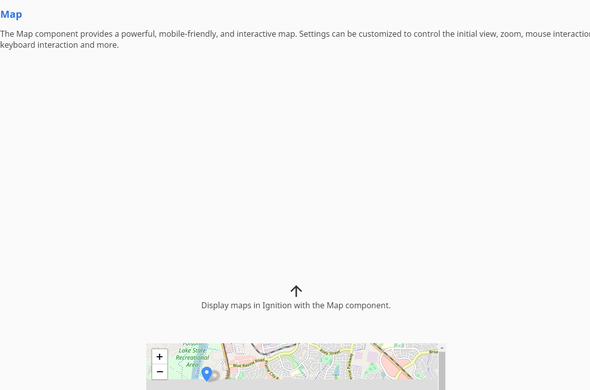 Map
The Map component provides a powerful, mobile-friendly, and interactive map. Settings can be customized to control the initial view, zoom, mouse interaction
keyboard interaction and more.
Display maps in Ignition with the Map component.
+
−
Lake Store
Recreational
Area